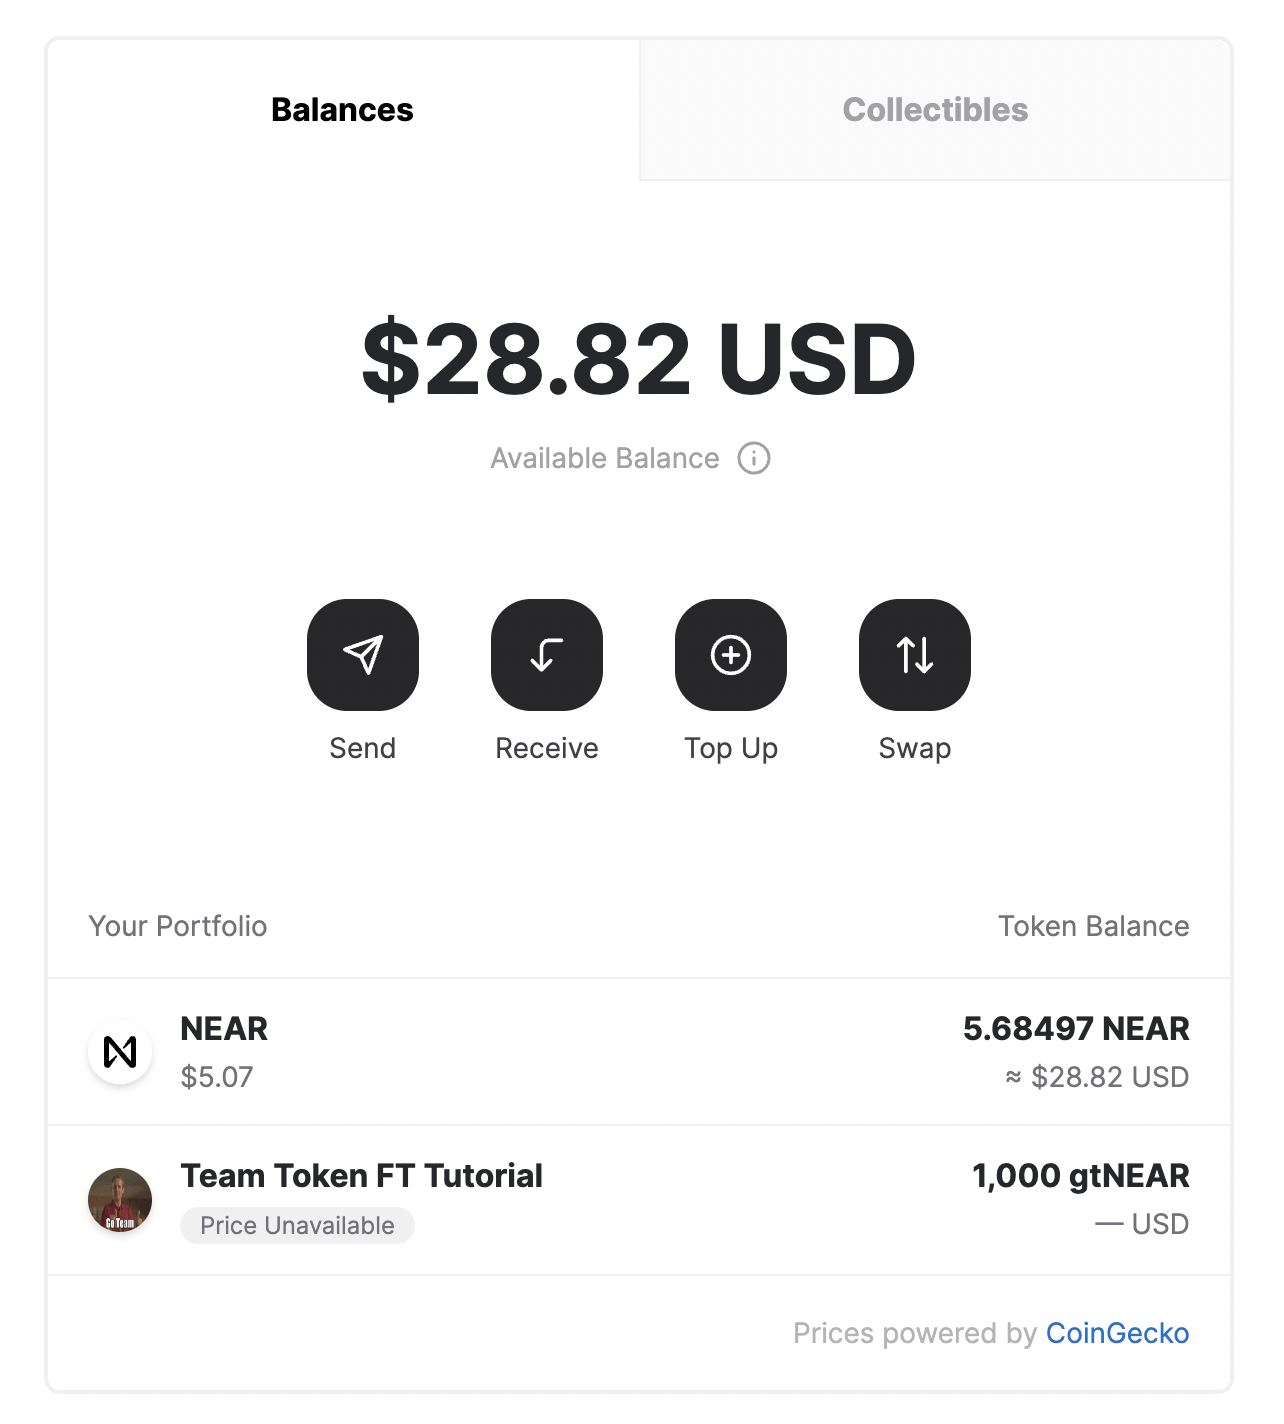 Balances
Collectibles
$28.82 USD
Available Balance
Send
Receive
Top Up
Swap
Your Portfolio
Token Balance
NEAR
5.68497 NEAR
$5.07
≈ $28.82 USD
Team Token FT Tutorial
1,000 gtNEAR
Go Team
Price Unavailable
— USD
Prices powered by CoinGecko